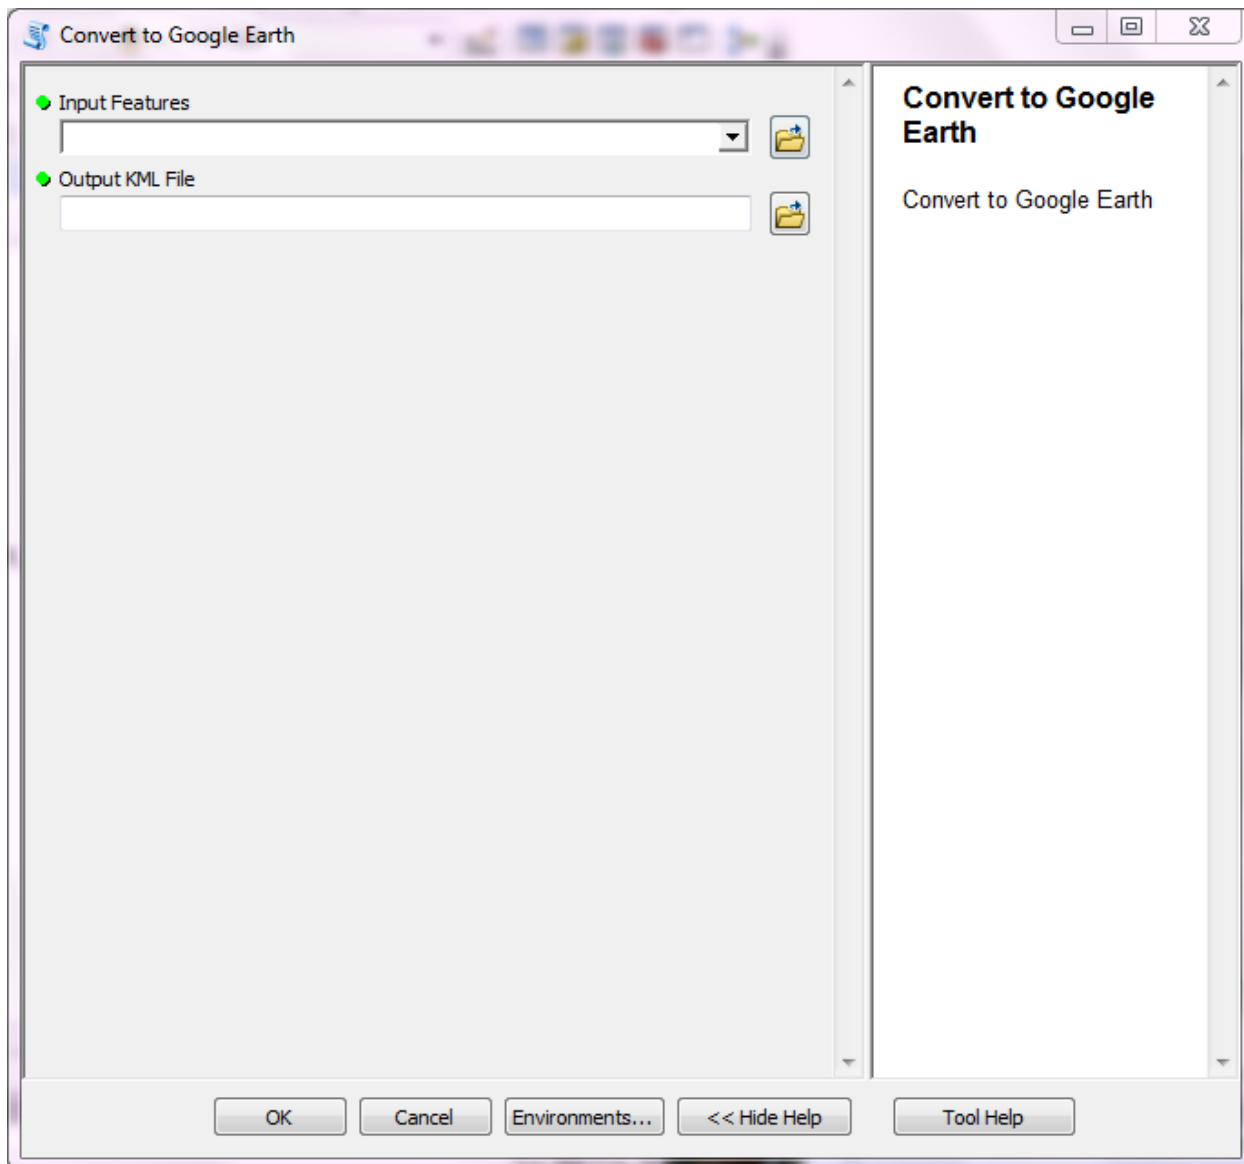 Convert to Google Earth
Input Features
Output KML File
Convert to Google
Earth
Convert to Google Earth
OK
Cancel
Environments...
<< Hide Help
Tool Help